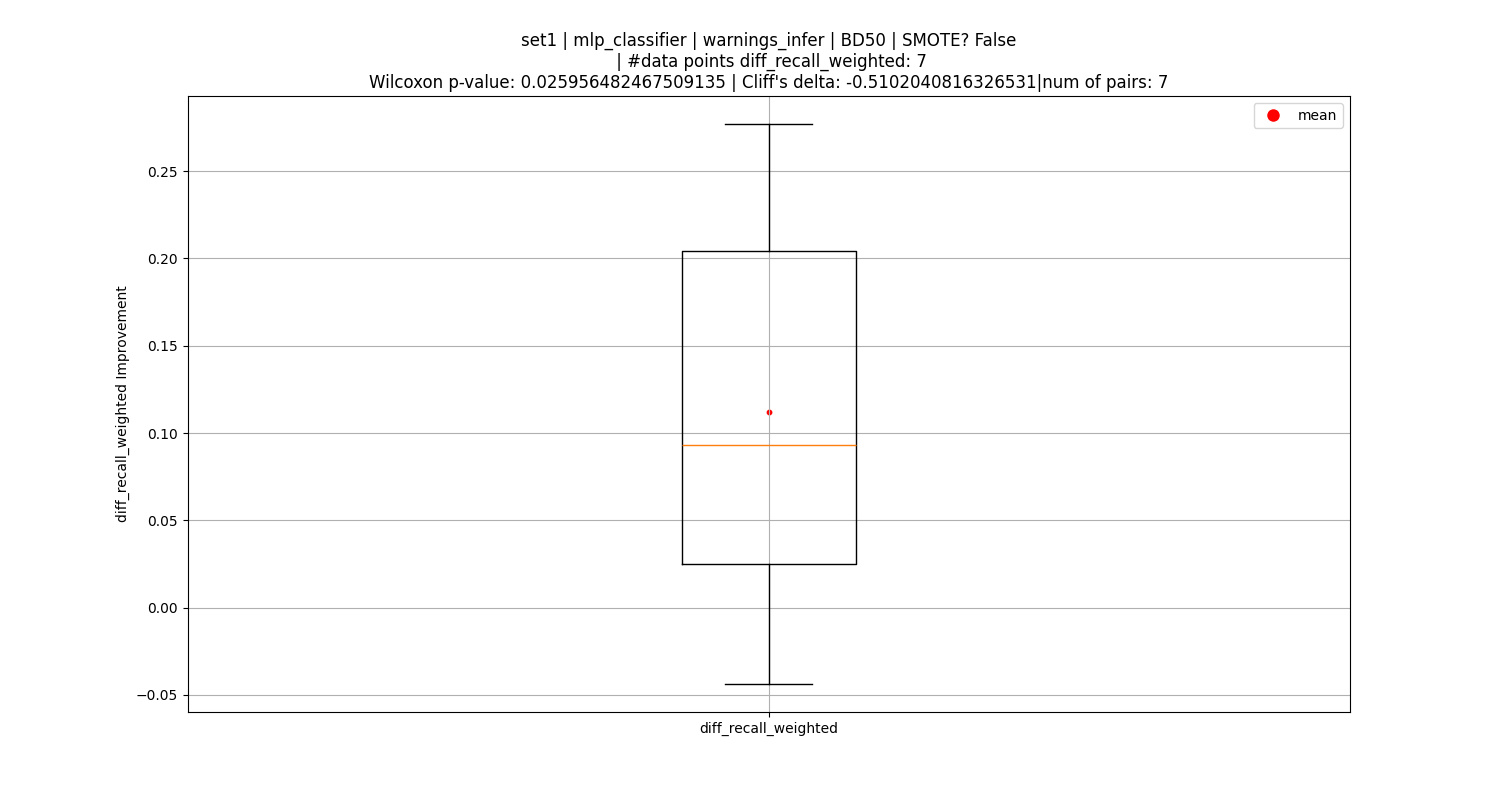 set1 | mlp_classifier | warnings_infer | BD50 | SMOTE? False
| #data points diff_recall_weighted: 7
Wilcoxon p-value: 0.025956482467509135 | Cliff's delta: -0.5102040816326531|num of pairs: 7
mean
0.25
0.20
0.15
0.10
0.05
0.00
−0.05
diff_recall_weighted Improvement
diff_recall_weighted